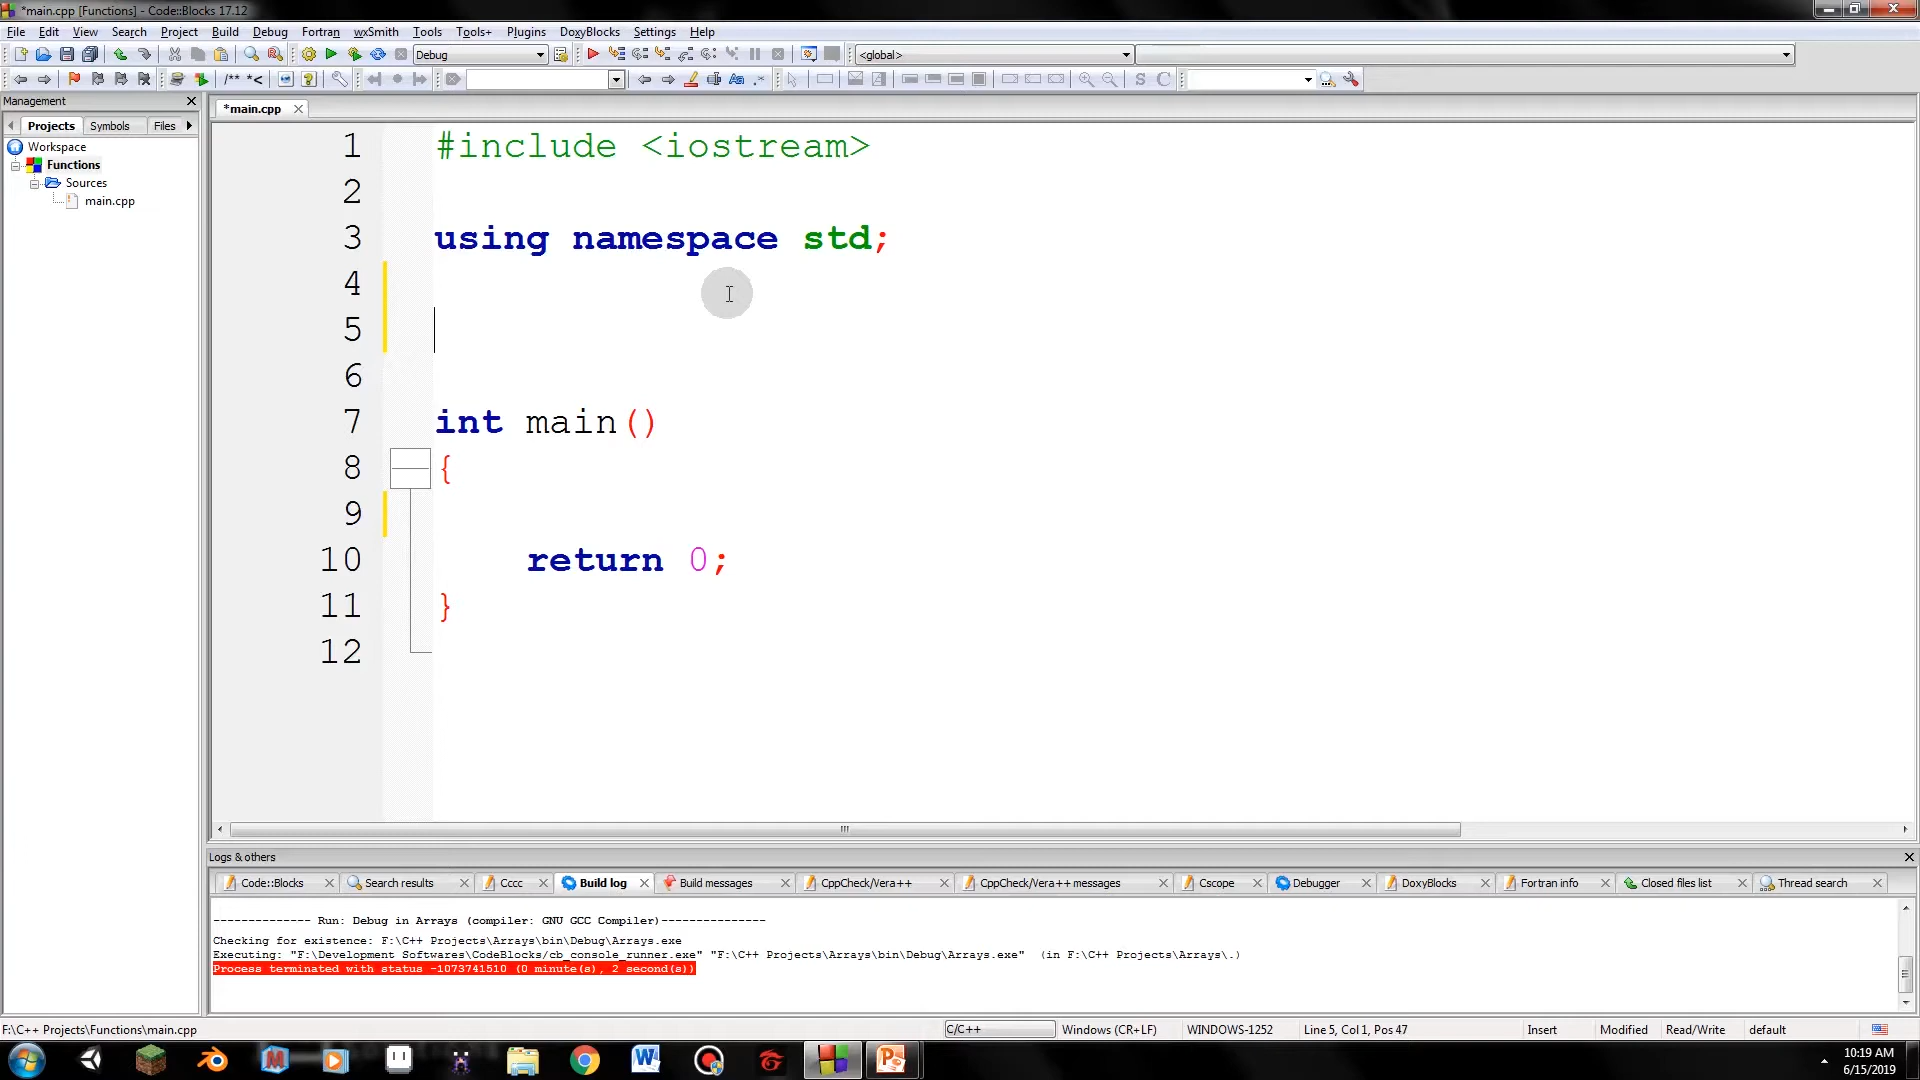 *main.cpp [Functions] - Code::Blocks 17.12
File Edit View Search Project Build Debug Fortran wxSmith Tools Tools+ Plugins DoxyBlocks Settings Help
Debug <global>
/** *<
Aa .* S C
Management
Projects Symbols Files
Workspace
Functions
Sources
main.cpp
*main.cpp
1 #include <iostream>
2
3 using namespace std;
4
5
6
7 int main()
8 {
9
10 return 0;
11 }
12
Logs & others
Code::Blocks Search results Cccc Build log Build messages CppCheck/Vera++ CppCheck/Vera++ messages Cscope Debugger DoxyBlocks Fortran info Closed files list Thread search
-------------- Run: Debug in Arrays (compiler: GNU GCC Compiler)---------------
Checking for existence: F:\C++ Projects\Arrays\bin\Debug\Arrays.exe
Executing: "F:\Development Softwares\CodeBlocks/cb_console_runner.exe" "F:\C++ Projects\Arrays\bin\Debug\Arrays.exe" (in F:\C++ Projects\Arrays\.)
Process terminated with status -1073741510 (0 minute(s), 2 second(s))
F:\C++ Projects\Functions\main.cpp C/C++ Windows (CR+LF) WINDOWS-1252 Line 5, Col 1, Pos 47 Insert Modified Read/Write default
10:19 AM
6/15/2019